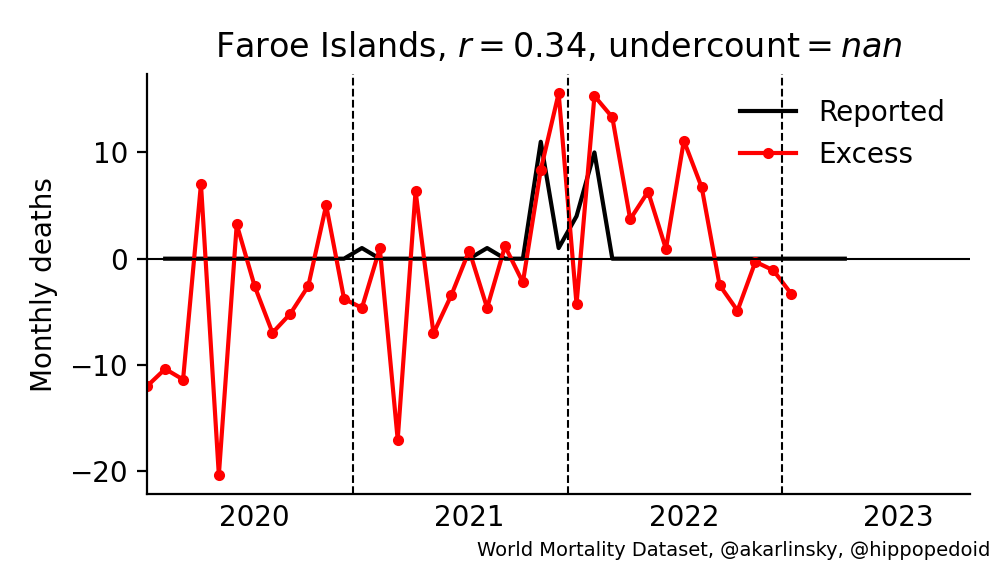 Faroe Islands, r = 0.34, undercount = nan
Reported
Excess
Monthly deaths
10
0
−10
−20
2020 2021 2022 2023
World Mortality Dataset, @akarlinsky, @hippopedoid